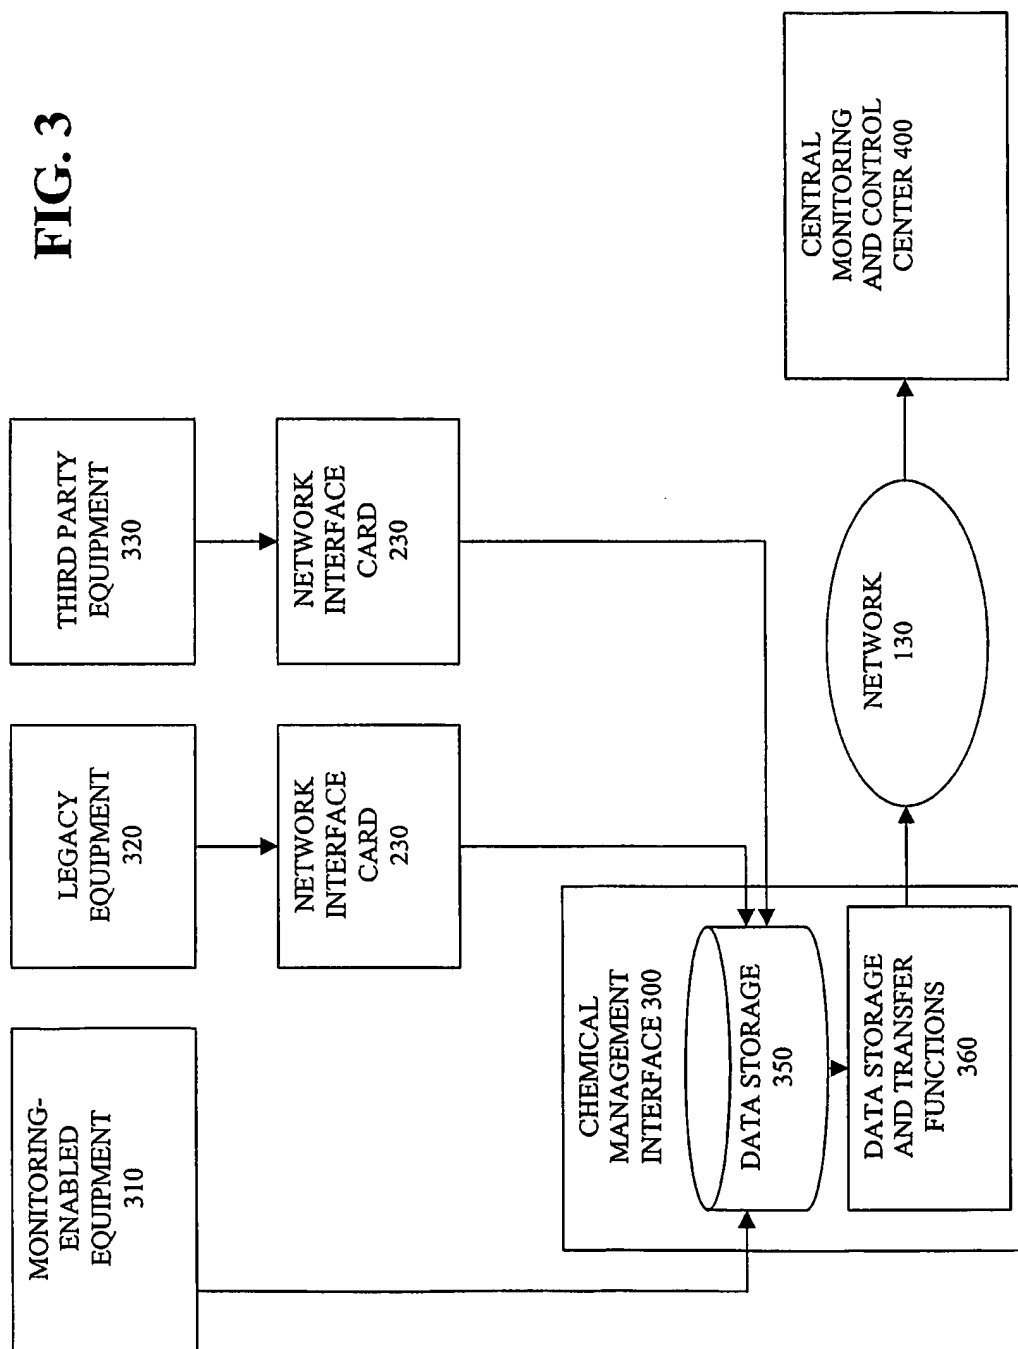 FIG. 3
MONITORING-
ENABLED
EQUIPMENT
310
LEGACY
EQUIPMENT
320
THIRD PARTY
EQUIPMENT
330
NETWORK
INTERFACE
CARD
230
NETWORK
INTERFACE
CARD
230
CHEMICAL
MANAGEMENT
INTERFACE 300
DATA STORAGE
350
DATA STORAGE
AND TRANSFER
FUNCTIONS
360
NETWORK
130
CENTRAL
MONITORING
AND CONTROL
CENTER 400